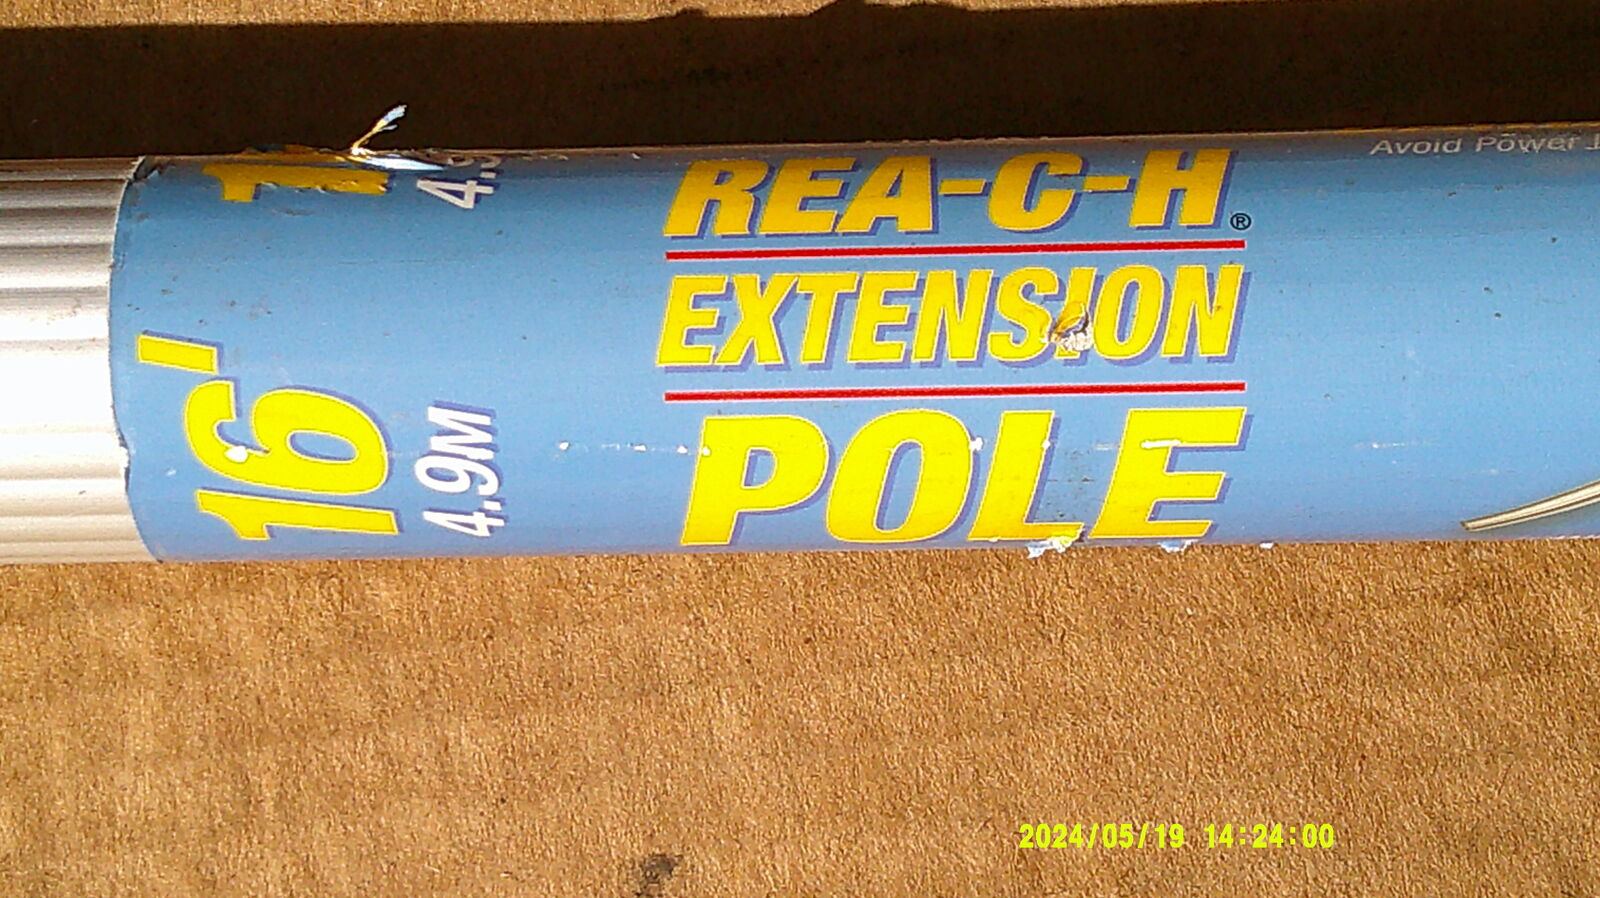 16'
4.9M
REA-C-H®
EXTENSION
POLE
Avoid Power
2024/05/19 14:24:00